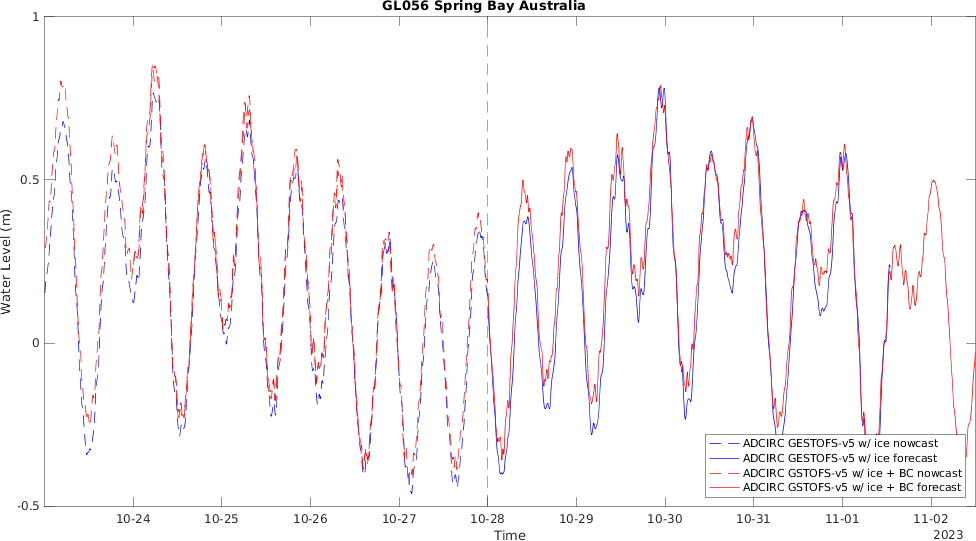 GL056 Spring Bay Australia
1
0.5
0
-0.5
Water Level (m)
10-24 10-25 10-26 10-27 10-28 10-29 10-30 10-31 11-01 11-02
Time
2023
ADCIRC GESTOFS-v5 w/ ice nowcast
ADCIRC GESTOFS-v5 w/ ice forecast
ADCIRC GSTOFS-v5 w/ ice + BC nowcast
ADCIRC GSTOFS-v5 w/ ice + BC forecast